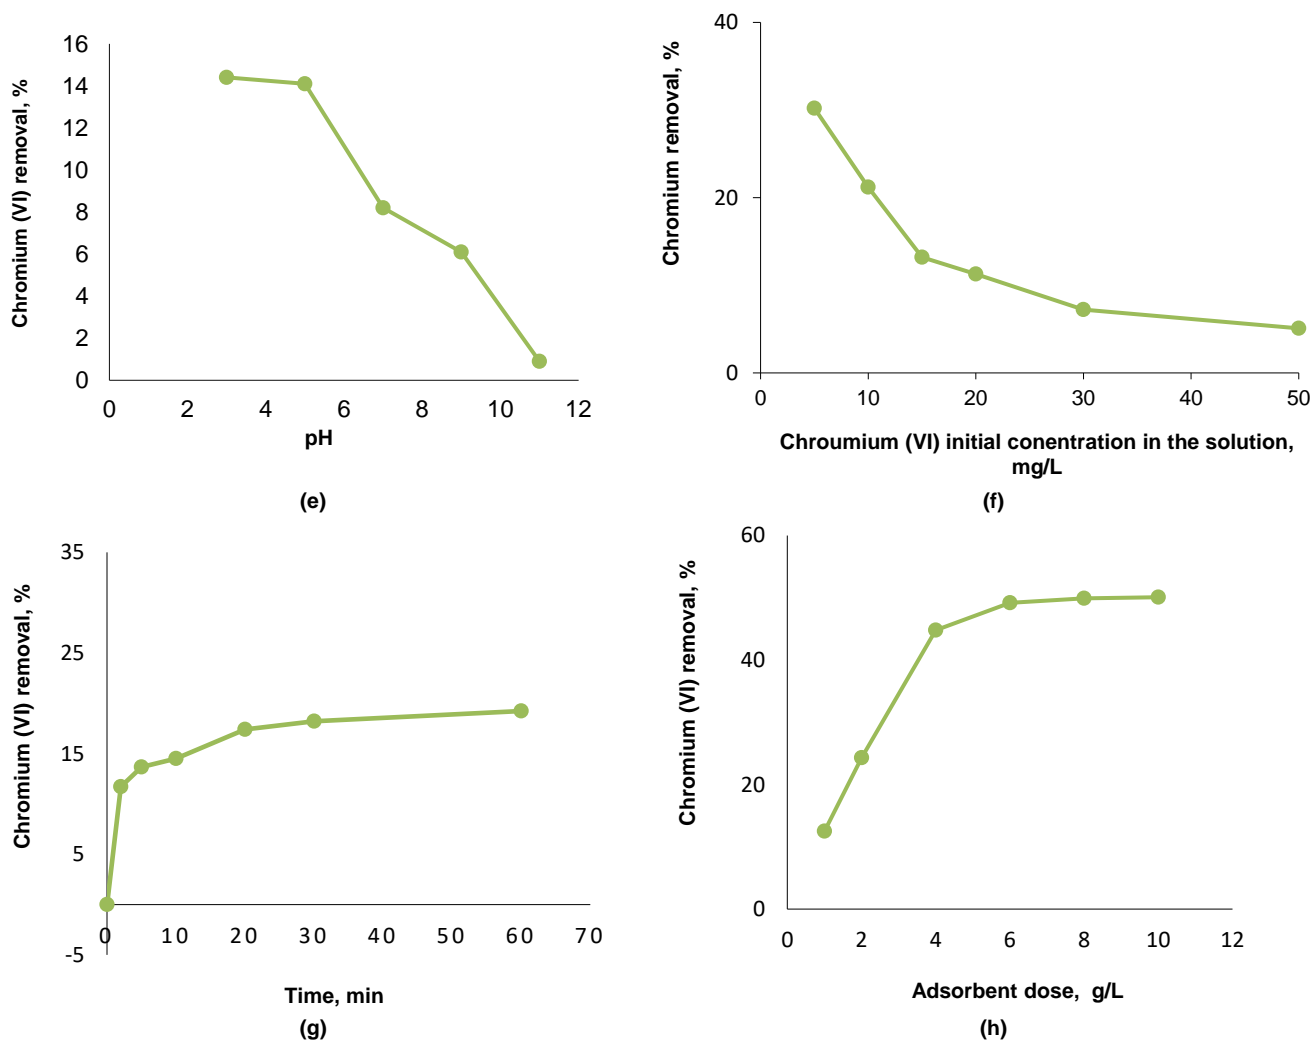 Chromium (VI) removal, %
16
14
12
10
8
6
4
2
0
0 2 4 6 8 10 12
pH
(e)
Chromium removal, %
40
20
0
0 10 20 30 40 50
Chroumium (VI) initial conentration in the solution,
mg/L
(f)
Chromium (VI) removal, %
35
25
15
5
-5
0 10 20 30 40 50 60 70
Time, min
(g)
Chromium (VI) removal, %
60
40
20
0
0 2 4 6 8 10 12
Adsorbent dose, g/L
(h)